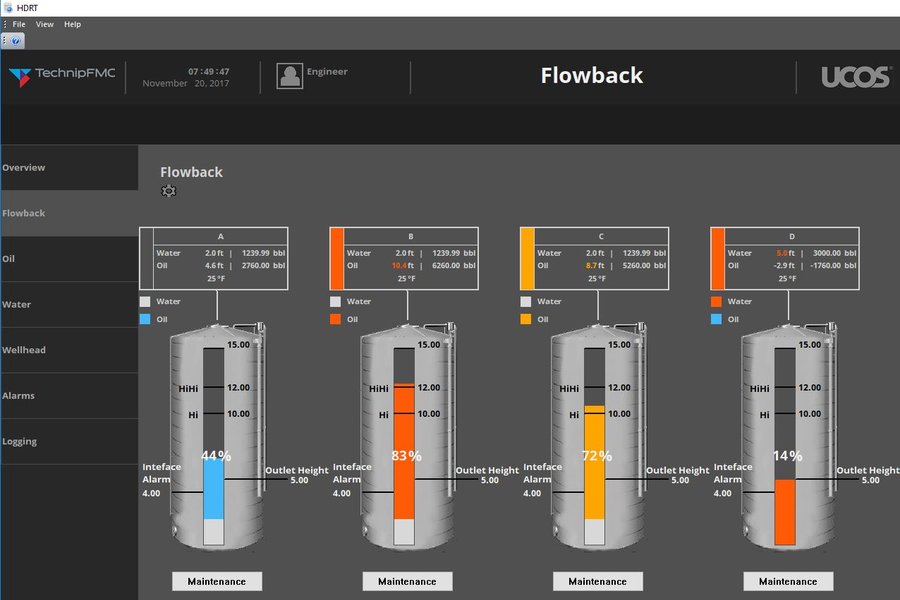 HDRT
File View Help
TechnipFMC
07:49:47
November 20, 2017
Engineer
Flowback
UCOS
Overview
Flowback
Oil
Water
Wellhead
Alarms
Logging
Flowback
A
Water 2.0 ft | 1239.99 bbl
Oil 4.6 ft | 2760.00 bbl
25 °F
Water
Oil
15.00
HiHi 12.00
Hi 10.00
44%
Inteface Alarm
4.00
Outlet Height
5.00
Maintenance
B
Water 2.0 ft | 1239.99 bbl
Oil 10.4 ft | 6260.00 bbl
25 °F
Water
Oil
15.00
HiHi 12.00
Hi 10.00
83%
Inteface Alarm
4.00
Outlet Height
5.00
Maintenance
C
Water 2.0 ft | 1239.99 bbl
Oil 8.7 ft | 5260.00 bbl
25 °F
Water
Oil
15.00
HiHi 12.00
Hi 10.00
72%
Inteface Alarm
4.00
Outlet Height
5.00
Maintenance
D
Water 5.0 ft | 3000.00 bbl
Oil -2.9 ft | -1760.00 bbl
25 °F
Water
Oil
15.00
HiHi 12.00
Hi 10.00
14%
Inteface Alarm
4.00
Outlet Height
5.00
Maintenance